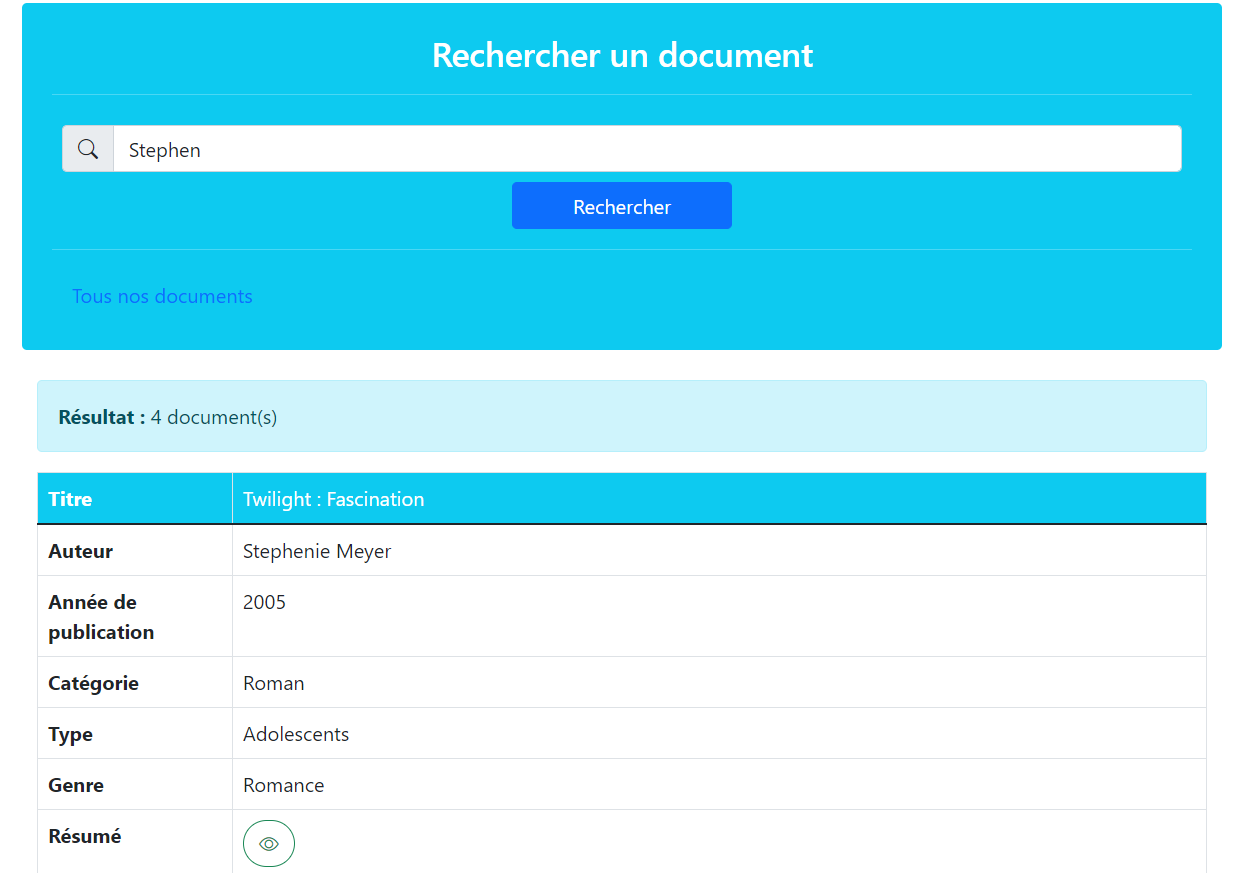 Rechercher un document
Stephen
Rechercher
Tous nos documents
Résultat : 4 document(s)
Titre Twilight : Fascination
Auteur Stephenie Meyer
Année de publication 2005
Catégorie Roman
Type Adolescents
Genre Romance
Résumé